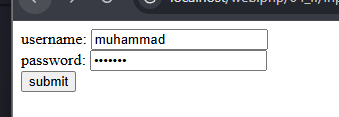 username: muhammad
password: •••••••
submit